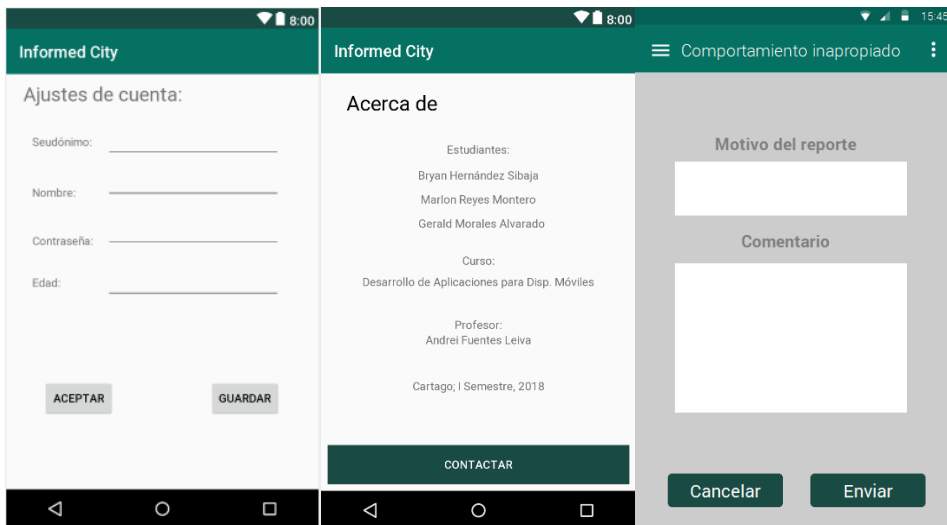 8:00
Informed City
Ajustes de cuenta:
Seudónimo:
Nombre:
Contraseña:
Edad:
ACEPTAR
GUARDAR
8:00
Informed City
Acerca de
Estudiantes:
Bryan Hernández Sibaja
Marlon Reyes Montero
Gerald Morales Alvarado
Curso:
Desarrollo de Aplicaciones para Disp. Móviles
Profesor:
Andrei Fuentes Leiva
Cartago; I Semestre, 2018
CONTACTAR
15:45
Comportamiento inapropiado
Motivo del reporte
Comentario
Cancelar
Enviar